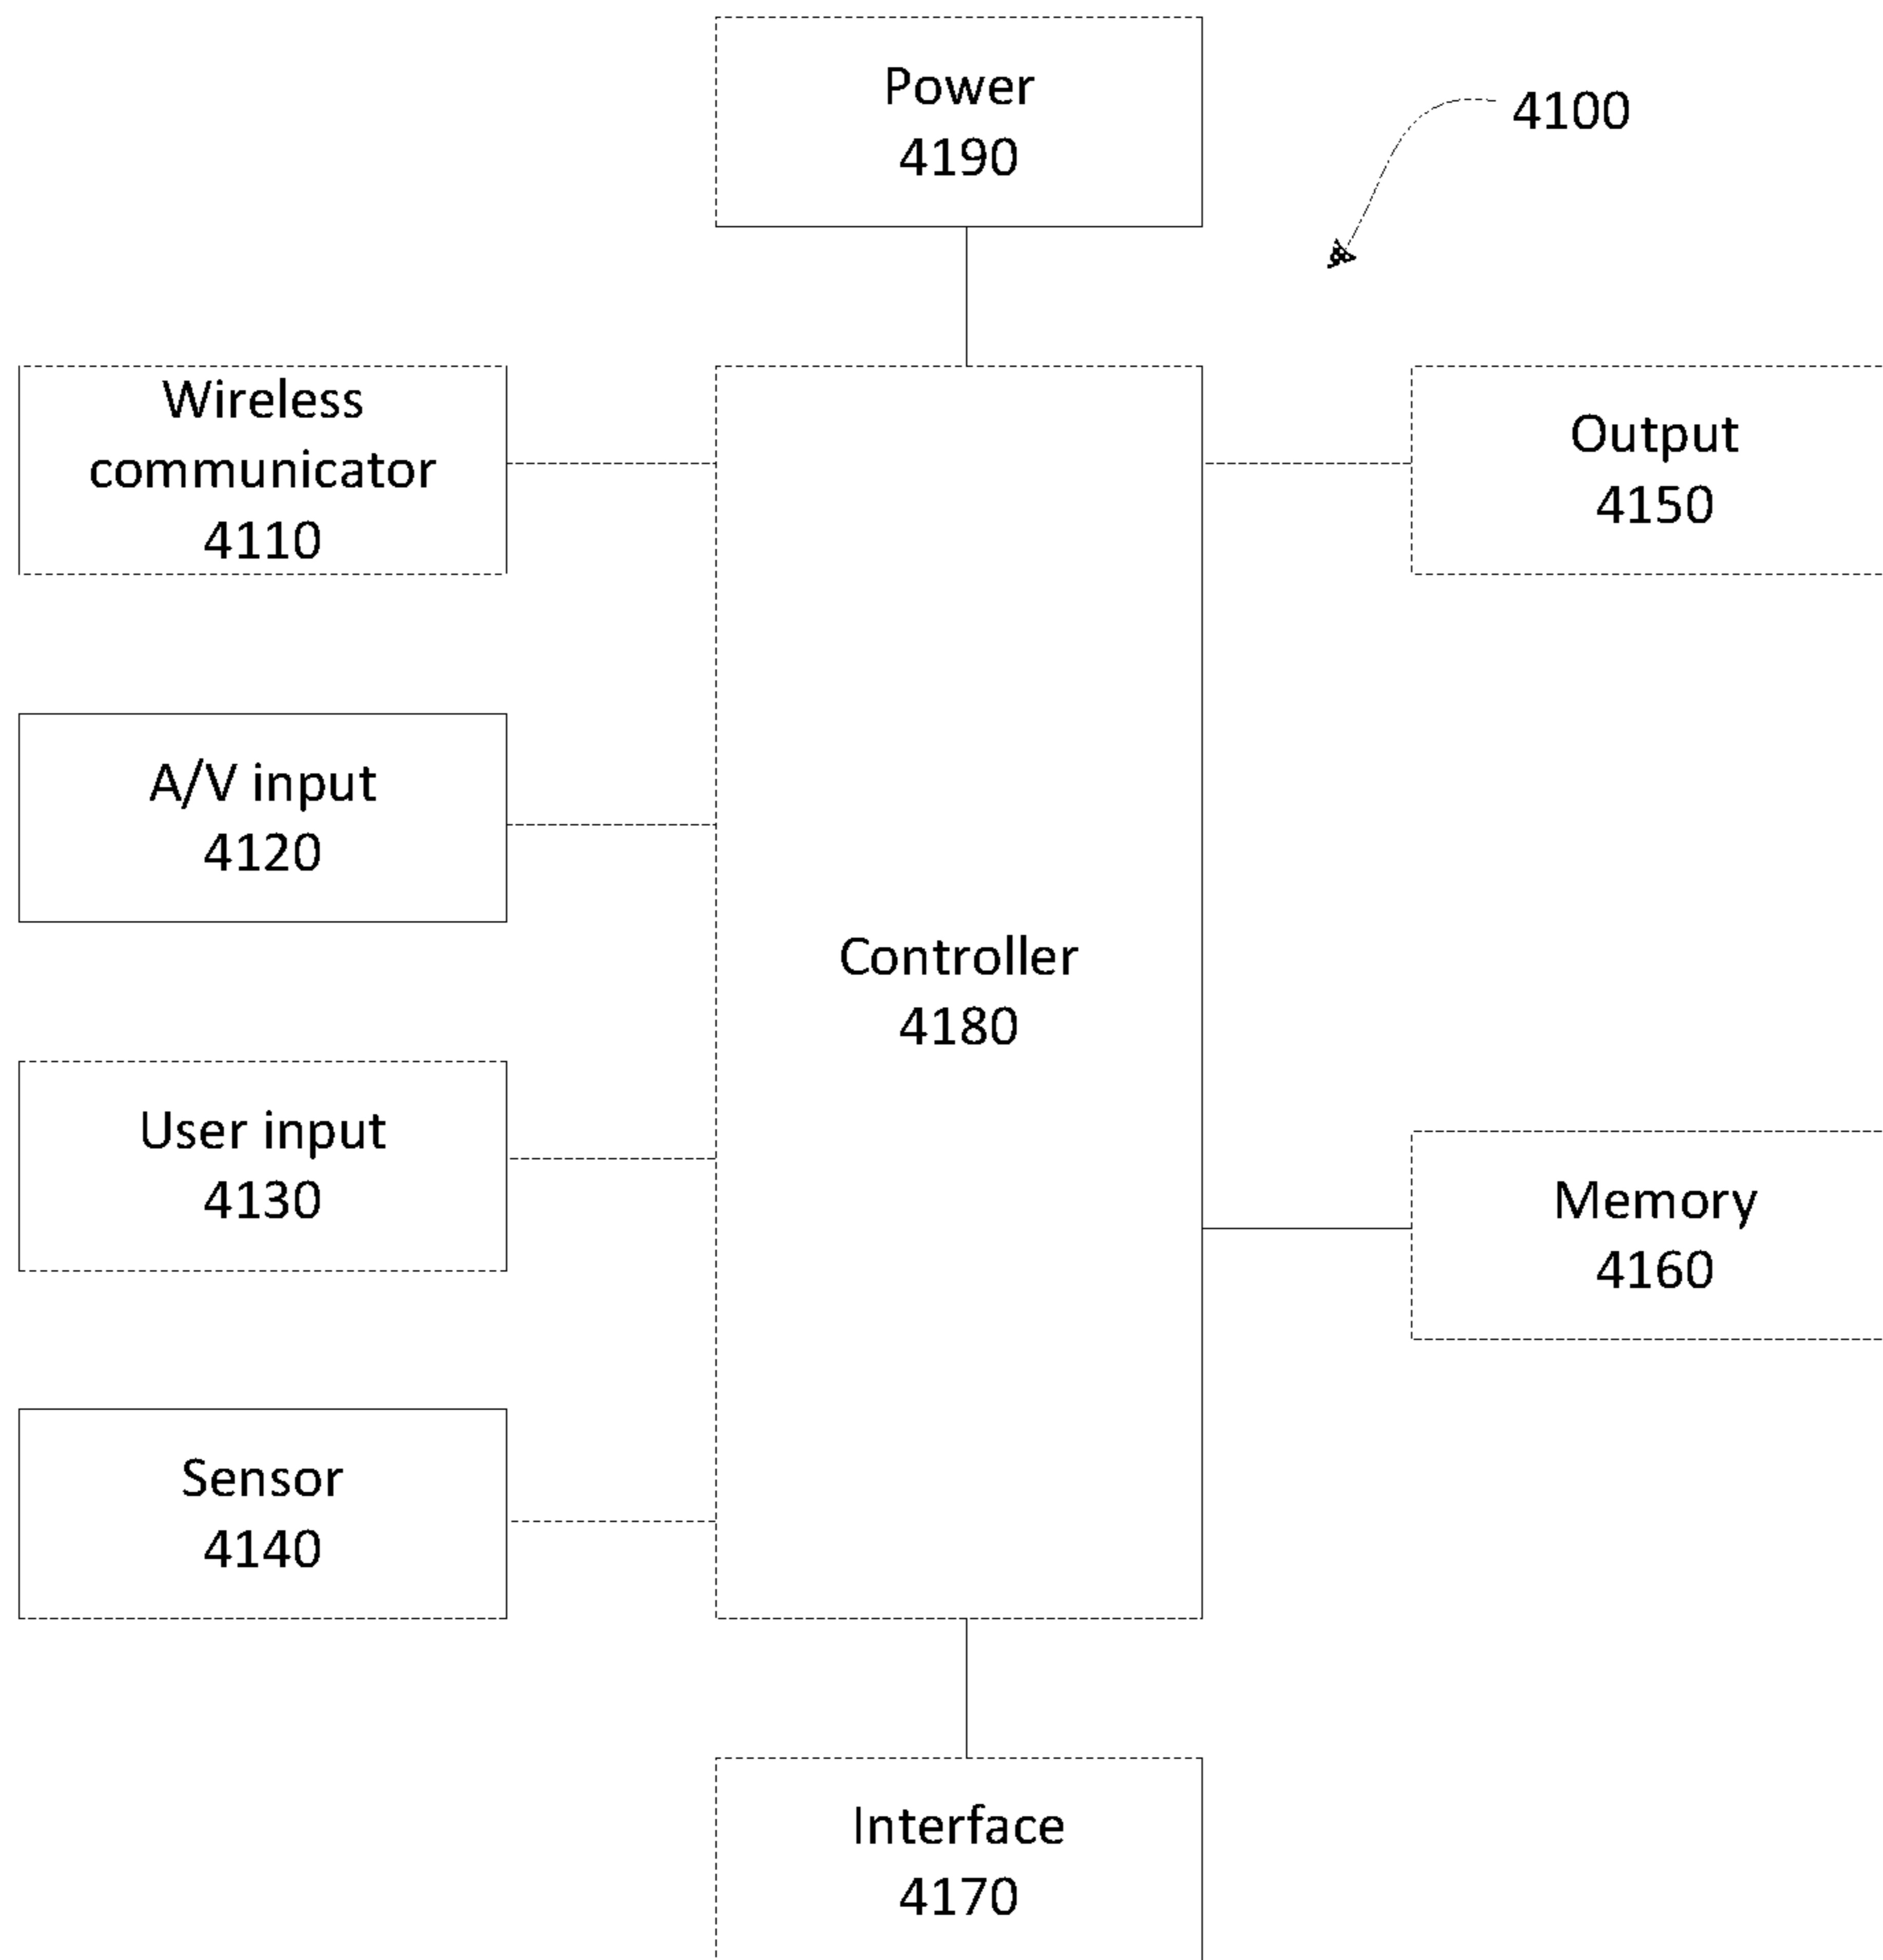 Power
4190
4100
Wireless
communicator
4110
Output
4150
A/V input
4120
Controller
4180
User input
4130
Memory
4160
Sensor
4140
Interface
4170